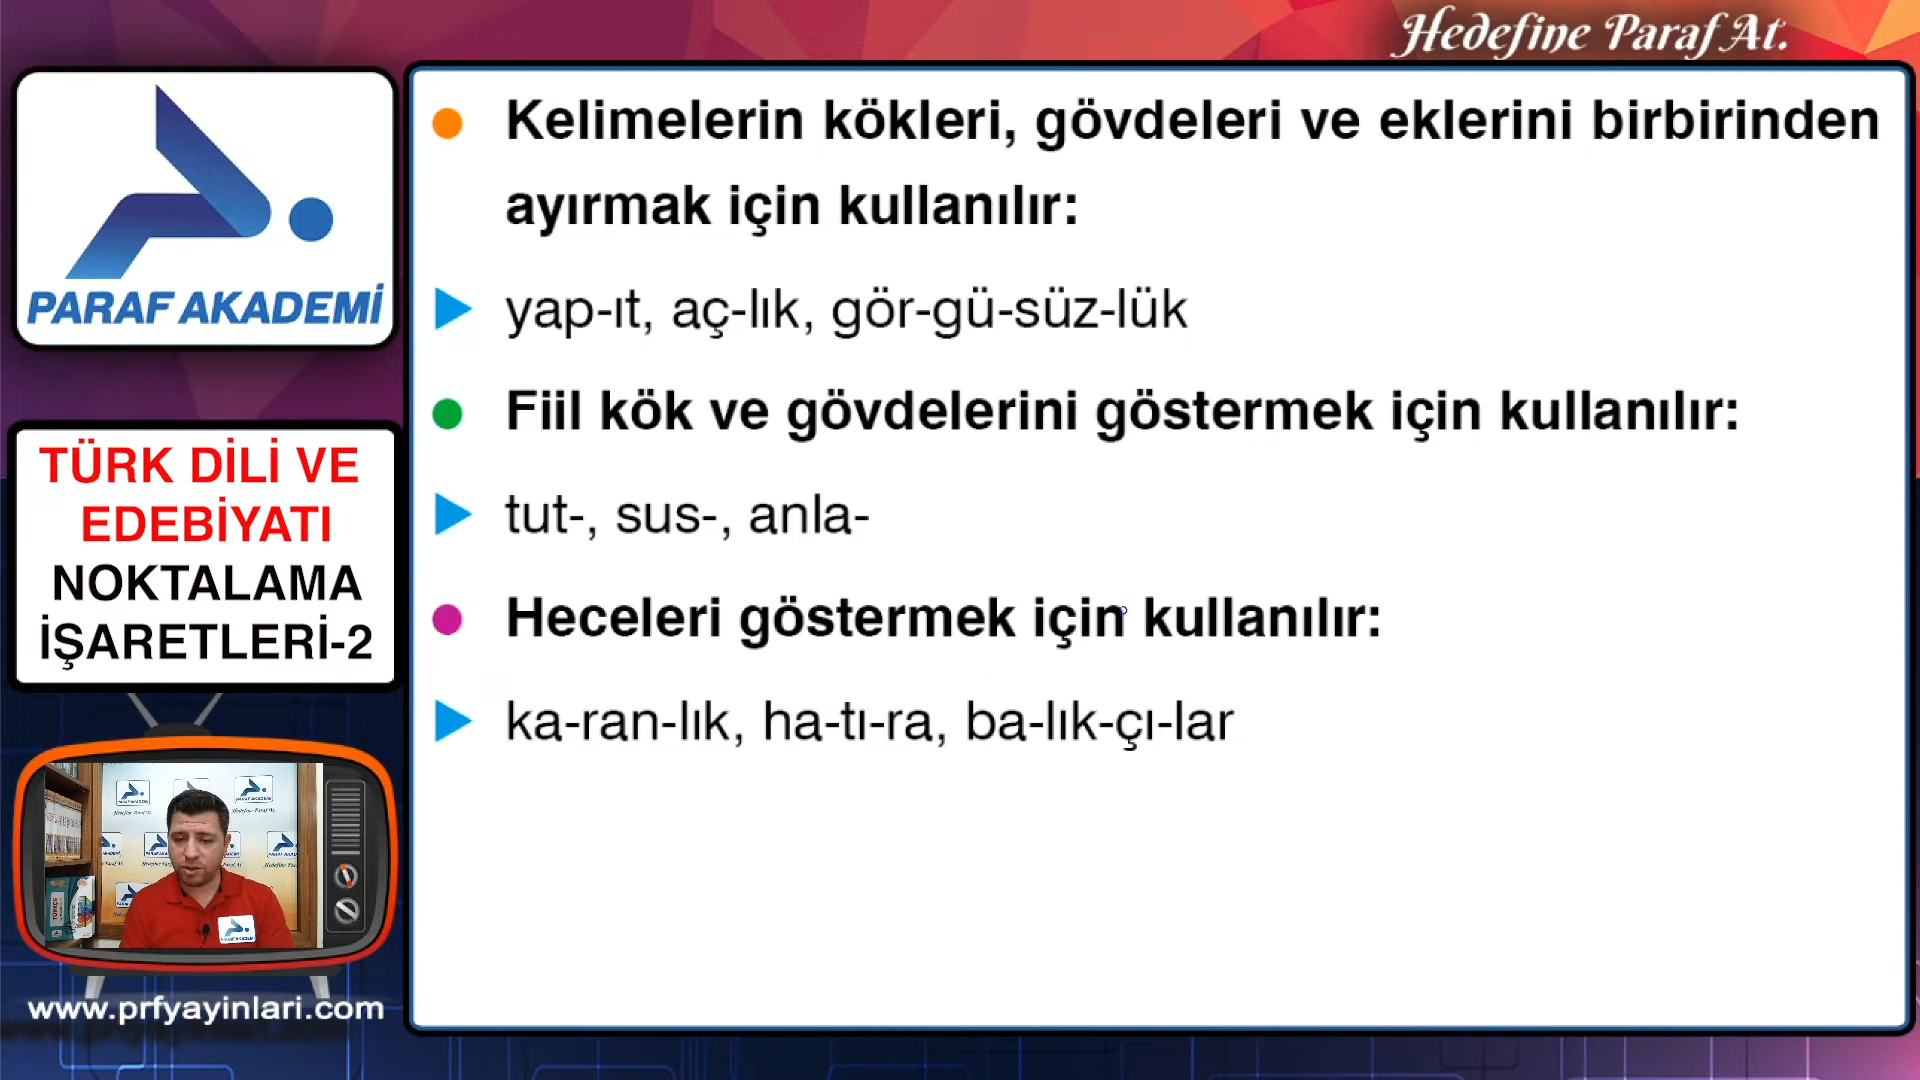 Hedefine Paraf At.
PARAF AKADEMİ
TÜRK DİLİ VE
EDEBİYATI
NOKTALAMA
İŞARETLERİ-2
www.prfyayinlari.com
Kelimelerin kökleri, gövdeleri ve eklerini birbirinden
ayırmak için kullanılır:
yap-ıt, aç-lık, gör-gü-süz-lük
Fiil kök ve gövdelerini göstermek için kullanılır:
tut-, sus-, anla-
Heceleri göstermek için kullanılır:
ka-ran-lık, ha-tı-ra, ba-lık-çı-lar